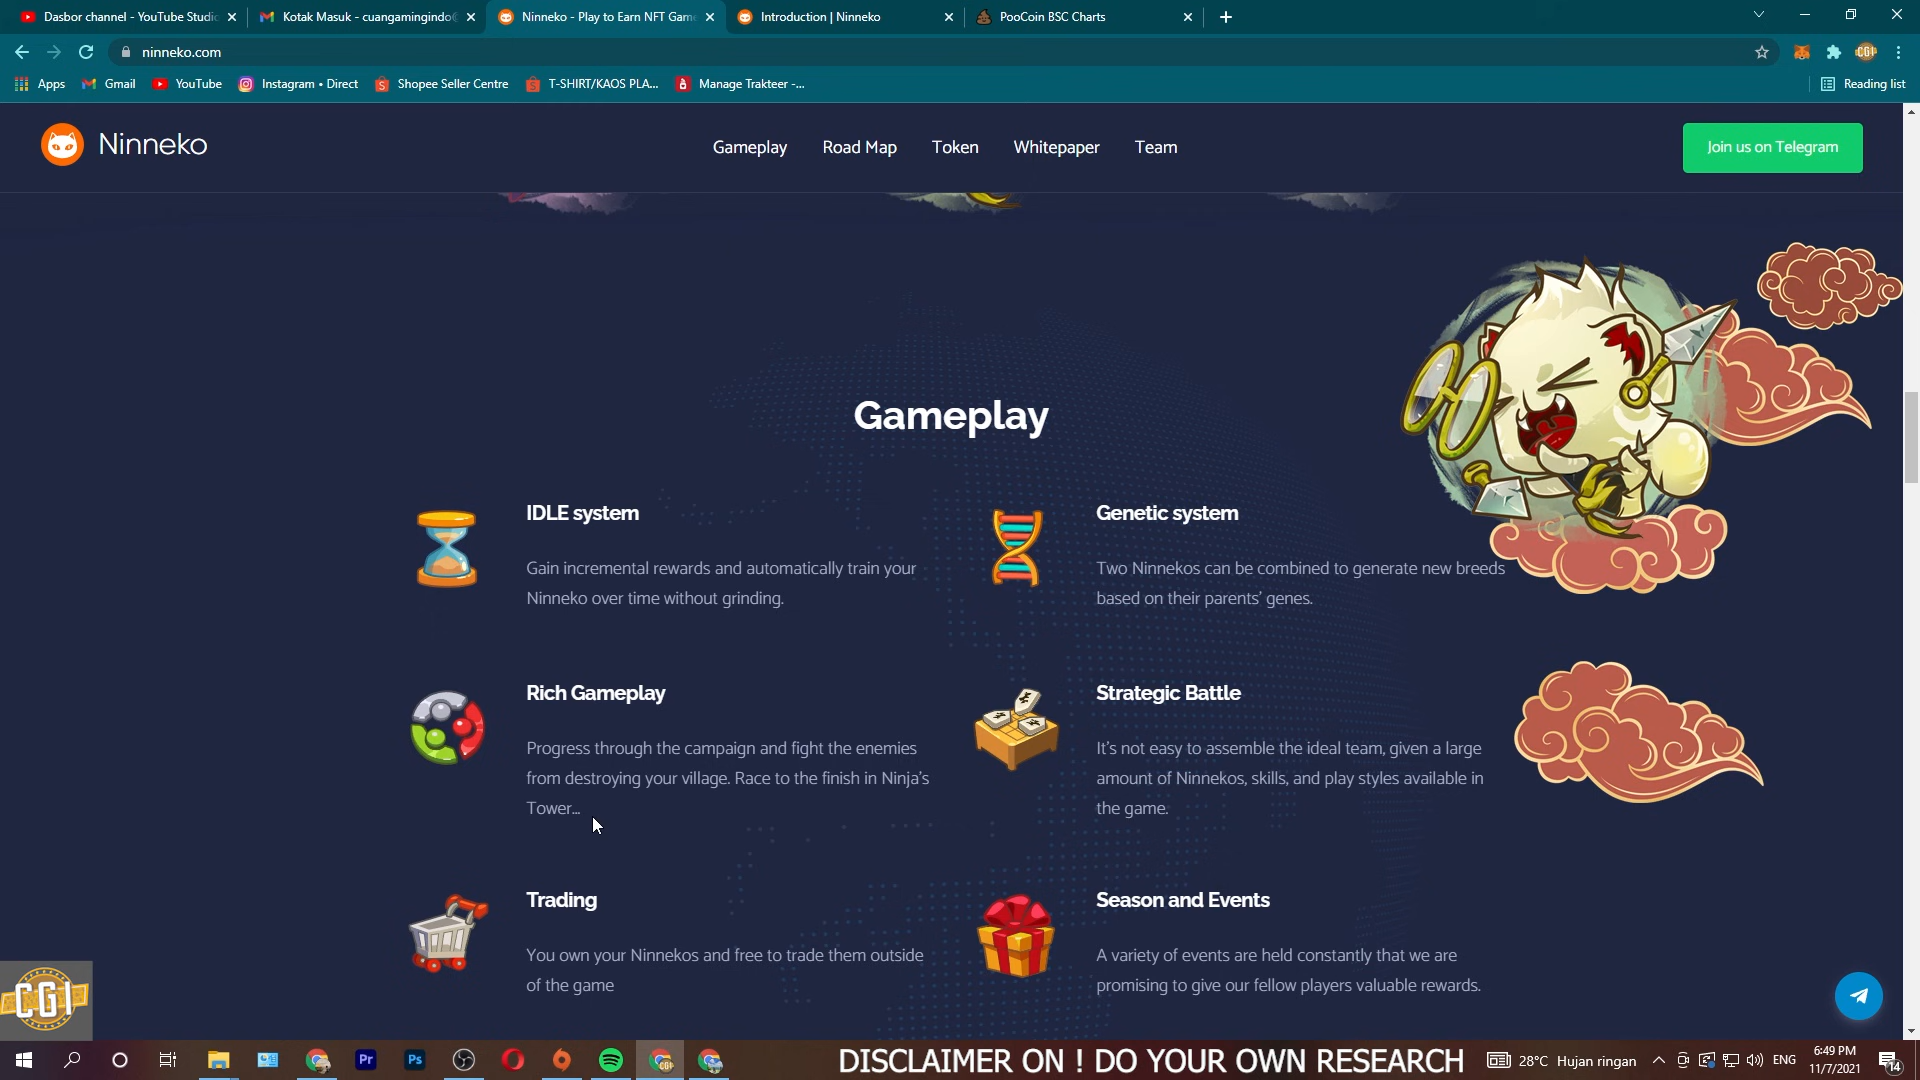 Dasbor channel - YouTube Studio
Kotak Masuk - cuangamingindo
Ninneko - Play to Earn NFT Game
Introduction | Ninneko
PooCoin BSC Charts
ninneko.com
CGI
Apps
Gmail
YouTube
Instagram • Direct
Shopee Seller Centre
T-SHIRT/KAOS PLA...
Manage Trakteer -...
Reading list
Ninneko
Gameplay
Road Map
Token
Whitepaper
Team
Join us on Telegram
Gameplay
IDLE system
Gain incremental rewards and automatically train your
Ninneko over time without grinding.
Genetic system
Two Ninnekos can be combined to generate new breeds
based on their parents' genes.
Rich Gameplay
Progress through the campaign and fight the enemies
from destroying your village. Race to the finish in Ninja's
Tower...
Strategic Battle
It's not easy to assemble the ideal team, given a large
amount of Ninnekos, skills, and play styles available in
the game.
Trading
You own your Ninnekos and free to trade them outside
of the game
Season and Events
A variety of events are held constantly that we are
promising to give our fellow players valuable rewards.
CGI
Pr
Ps
DISCLAIMER ON ! DO YOUR OWN RESEARCH
28°C Hujan ringan
ENG
6:49 PM
11/7/2021
14